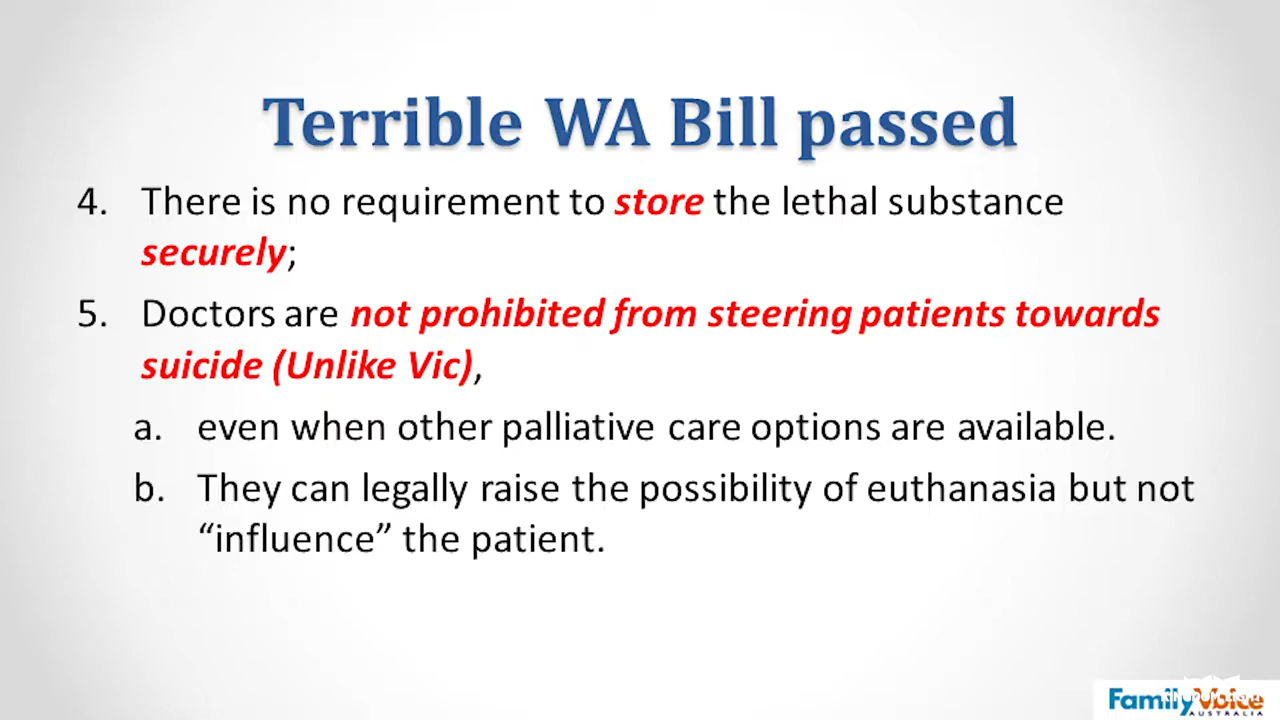 Terrible WA Bill passed
4. There is no requirement to store the lethal substance
securely;
5. Doctors are not prohibited from steering patients towards
suicide (Unlike Vic),
a. even when other palliative care options are available.
b. They can legally raise the possibility of euthanasia but not
“influence” the patient.
FamilyVoice
AUSTRALIA